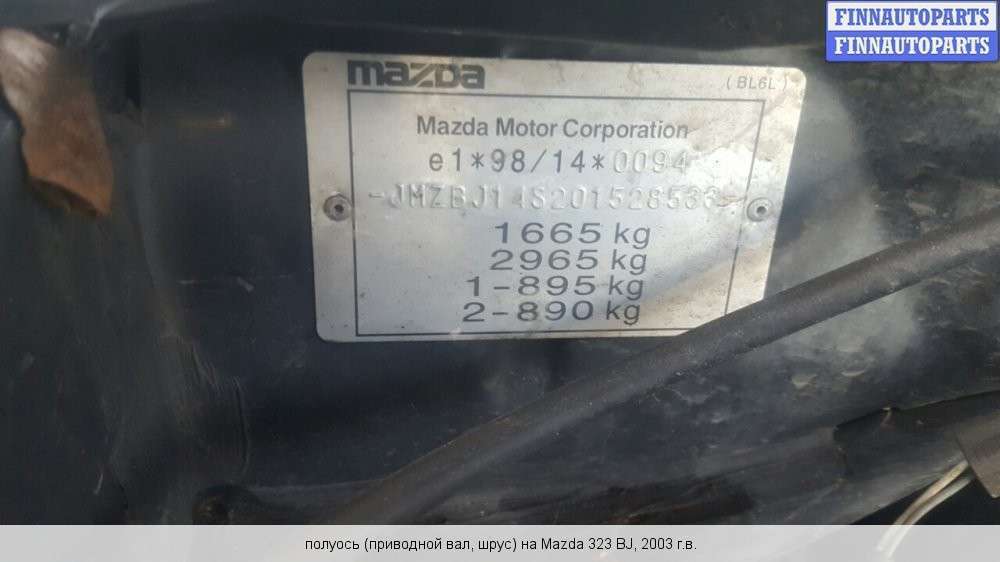 FINNAUTOPARTS
FINNAUTOPARTS
mazda
(BL6L)
Mazda Motor Corporation
e1*98/14*0094
-JMZBJ14S201528536-
1665 kg
2965 kg
1-895 kg
2-890 kg
полуось (приводной вал, шрус) на Mazda 323 BJ, 2003 г.в.